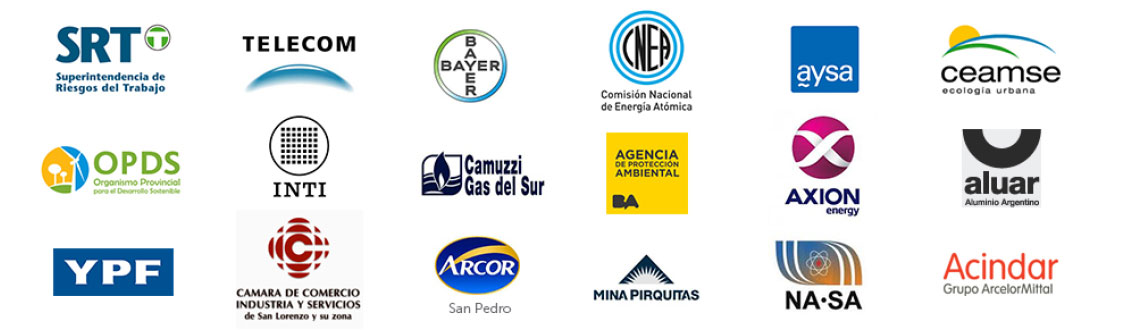 SRT T
Superintendencia de
Riesgos del Trabajo
TELECOM
BAYER
BAYER
CNEA
Comisión Nacional
de Energía Atómica
aysa
ceamse
ecología urbana
OPDS
Organismo Provincial
para el Desarrollo Sostenible
INTI
Camuzzi
Gas del Sur
AGENCIA
DE PROTECCIÓN
AMBIENTAL
BA
AXION
energy
aluar
Aluminio Argentino
YPF
CAMARA DE COMERCIO
INDUSTRIA Y SERVICIOS
de San Lorenzo y su zona
ARCOR
San Pedro
MINA PIRQUITAS
NA·SA
Acindar
Grupo ArcelorMittal